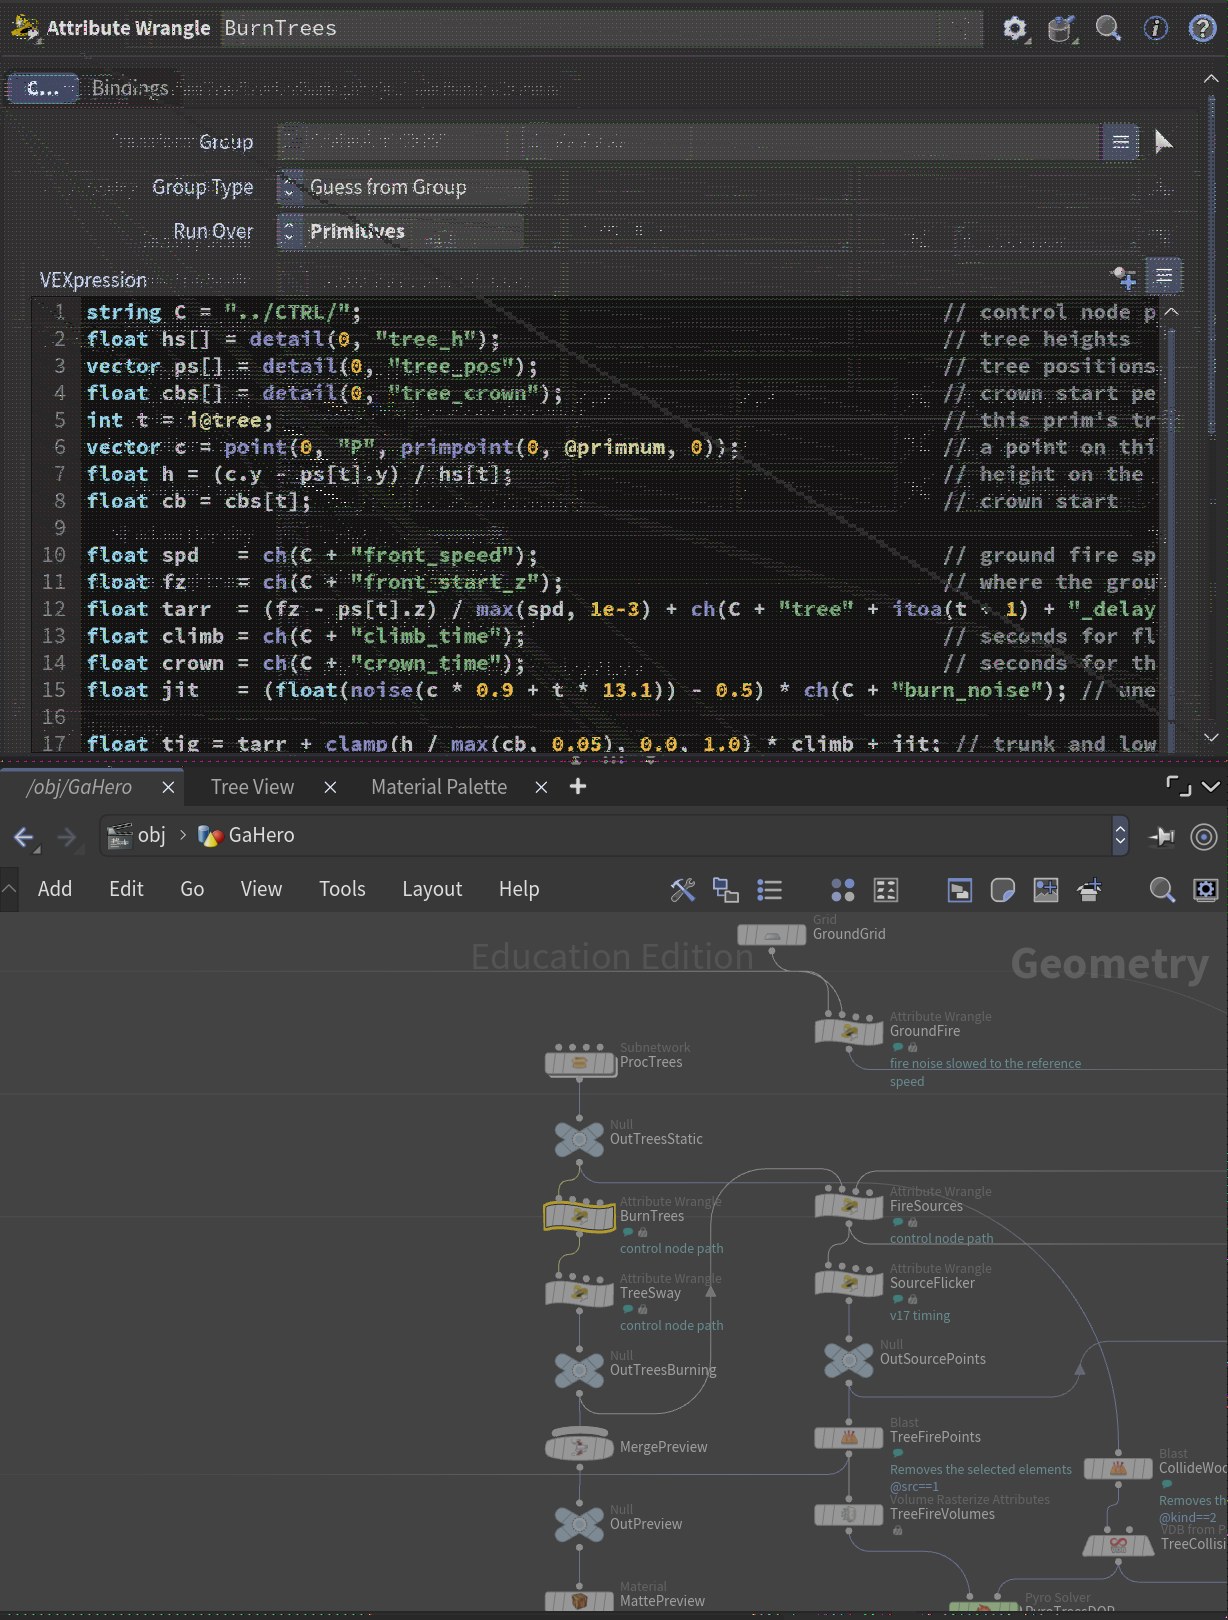 Attribute Wrangle BurnTrees
C... Bindings
Group
Group Type Guess from Group
Run Over Primitives
VEXpression
1 string C = "../CTRL/"; // control node p
2 float hs[] = detail(0, "tree_h"); // tree heights
3 vector ps[] = detail(0, "tree_pos"); // tree positions
4 float cbs[] = detail(0, "tree_crown"); // crown start pe
5 int t = i@tree; // this prim's tr
6 vector c = point(0, "P", primpoint(0, @primnum, 0)); // a point on thi
7 float h = (c.y - ps[t].y) / hs[t]; // height on the
8 float cb = cbs[t]; // crown start
9
10 float spd = ch(C + "front_speed"); // ground fire sp
11 float fz = ch(C + "front_start_z"); // where the grou
12 float tarr = (fz - ps[t].z) / max(spd, 1e-3) + ch(C + "tree" + itoa(t + 1) + "_delay
13 float climb = ch(C + "climb_time"); // seconds for fl
14 float crown = ch(C + "crown_time"); // seconds for th
15 float jit = (float(noise(c * 0.9 + t * 13.1)) - 0.5) * ch(C + "burn_noise"); // une
16
17 float tig = tarr + clamp(h / max(cb, 0.05), 0.0, 1.0) * climb + jit; // trunk and low
/obj/GaHero Tree View Material Palette
obj GaHero
Add Edit Go View Tools Layout Help
Education Edition
Geometry
Grid
GroundGrid
Attribute Wrangle
GroundFire
fire noise slowed to the reference
speed
Subnetwork
ProcTrees
Null
OutTreesStatic
Attribute Wrangle
BurnTrees
control node path
Attribute Wrangle
FireSources
control node path
Attribute Wrangle
TreeSway
control node path
Attribute Wrangle
SourceFlicker
v17 timing
Null
OutTreesBurning
Null
OutSourcePoints
MergePreview
Blast
TreeFirePoints
Removes the selected elements
@src==1
Blast
CollideWoo
Removes th
@kind==2
Null
OutPreview
Volume Rasterize Attributes
TreeFireVolumes
VDB from P
TreeCollisi
Material
MattePreview
Pyro Solver
PyroTreesDOP